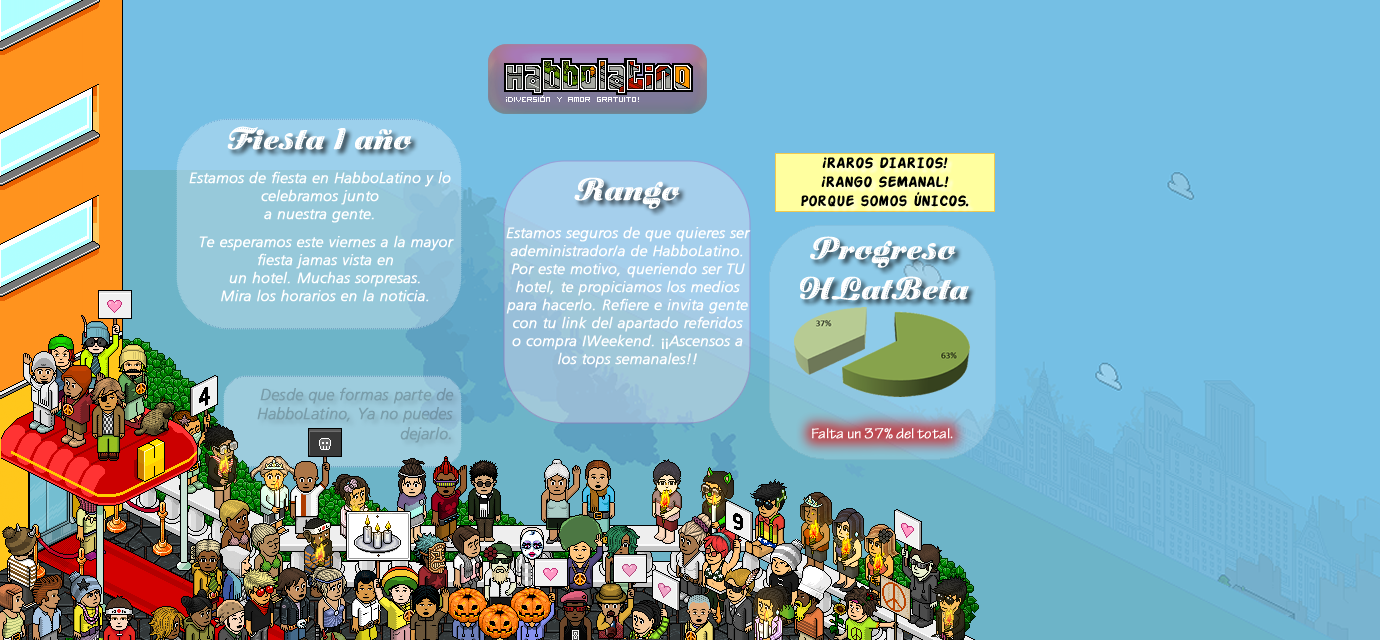 Habbolatino
¡DIVERSIÓN Y AMOR GRATUITO!
Fiesta 1 año
Estamos de fiesta en HabboLatino y lo
celebramos junto
a nuestra gente.
Te esperamos este viernes a la mayor
fiesta jamas vista en
un hotel. Muchas sorpresas.
Mira los horarios en la noticia.
Desde que formas parte de
HabboLatino, Ya no puedes
dejarlo.
Rango
Estamos seguros de que quieres ser
adeministrador/a de HabboLatino.
Por este motivo, queriendo ser TU
hotel, te propiciamos los medios
para hacerlo. Refiere e invita gente
con tu link del apartado referidos
o compra IWeekend. ¡¡Ascensos a
los tops semanales!!
¡RAROS DIARIOS!
¡RANGO SEMANAL!
PORQUE SOMOS ÚNICOS.
Progreso
HLatBeta
37%
63%
Falta un 37% del total.
4
H
9